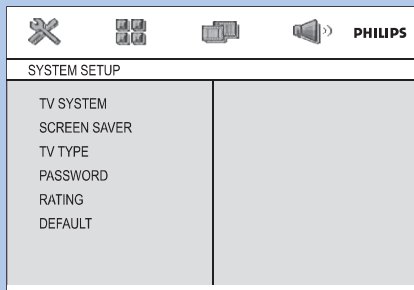 PHILIPS
SYSTEM SETUP
TV SYSTEM
SCREEN SAVER
TV TYPE
PASSWORD
RATING
DEFAULT